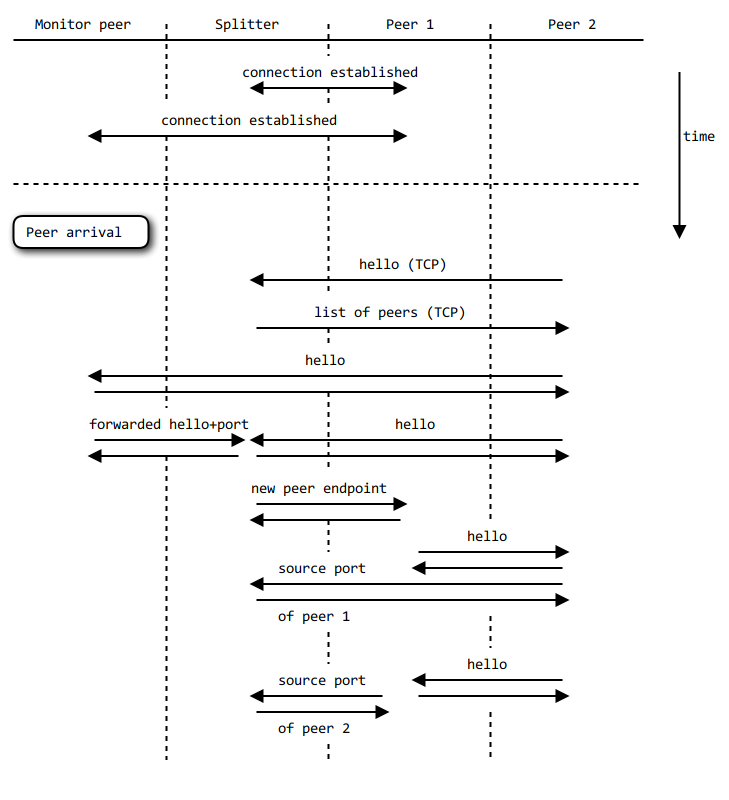 Monitor peer Splitter Peer 1 Peer 2
connection established
connection established
time
Peer arrival
hello (TCP)
list of peers (TCP)
hello
forwarded hello+port hello
new peer endpoint
hello
source port
of peer 1
hello
source port
of peer 2